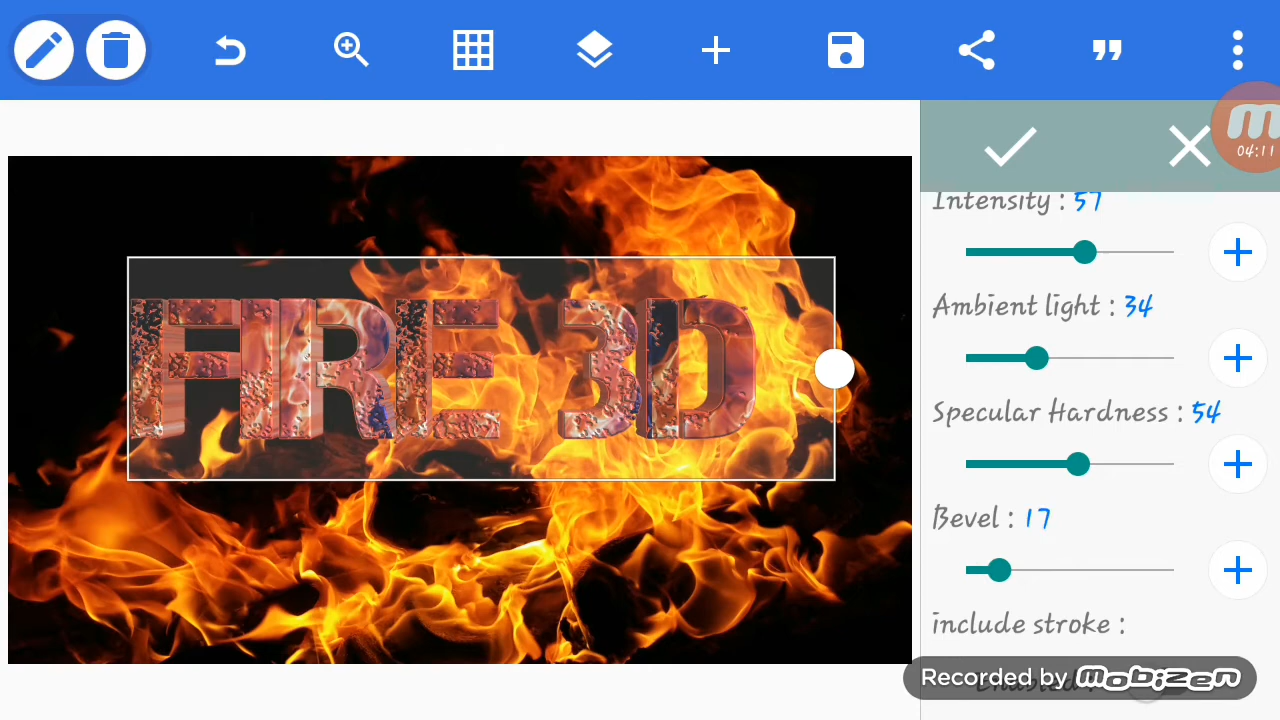 04:11
Intensity : 57
FIRE 3D
Ambient light : 34
Specular Hardness : 54
Bevel : 17
include stroke :
Recorded by mobizen
Enabled